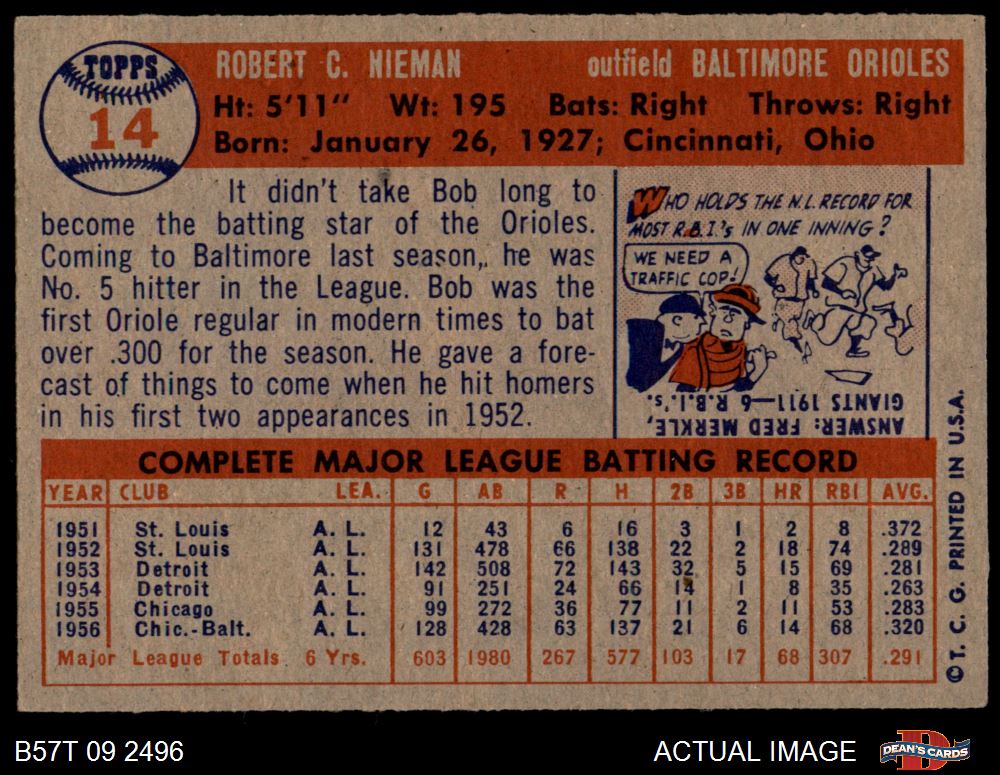 TOPPS
14
ROBERT C. NIEMAN outfield BALTIMORE ORIOLES
Ht: 5'11" Wt: 195 Bats: Right Throws: Right
Born: January 26, 1927; Cincinnati, Ohio
It didn't take Bob long to
become the batting star of the Orioles.
Coming to Baltimore last season, he was
No. 5 hitter in the League. Bob was the
first Oriole regular in modern times to bat
over .300 for the season. He gave a fore-
cast of things to come when he hit homers
in his first two appearances in 1952.
WHO HOLDS THE N.L. RECORD FOR
MOST R.B.I.'s IN ONE INNING?
WE NEED A
TRAFFIC COP!
ANSWER: FRED MERKLE,
GIANTS 1911—6 R.B.I.'s.
COMPLETE MAJOR LEAGUE BATTING RECORD
YEAR CLUB LEA. G AB R H 2B 3B HR RBI AVG.
1951 St. Louis A. L. 12 43 6 16 3 1 2 8 .372
1952 St. Louis A. L. 131 478 66 138 22 2 18 74 .289
1953 Detroit A. L. 142 508 72 143 32 5 15 69 .281
1954 Detroit A. L. 91 251 24 66 14 1 8 35 .263
1955 Chicago A. L. 99 272 36 77 11 2 11 53 .283
1956 Chic.-Balt. A. L. 128 428 63 137 21 6 14 68 .320
Major League Totals 6 Yrs. 603 1980 267 577 103 17 68 307 .291
© T. C. G. PRINTED IN U.S.A.
B57T 09 2496 ACTUAL IMAGE
D
DEAN'S CARDS